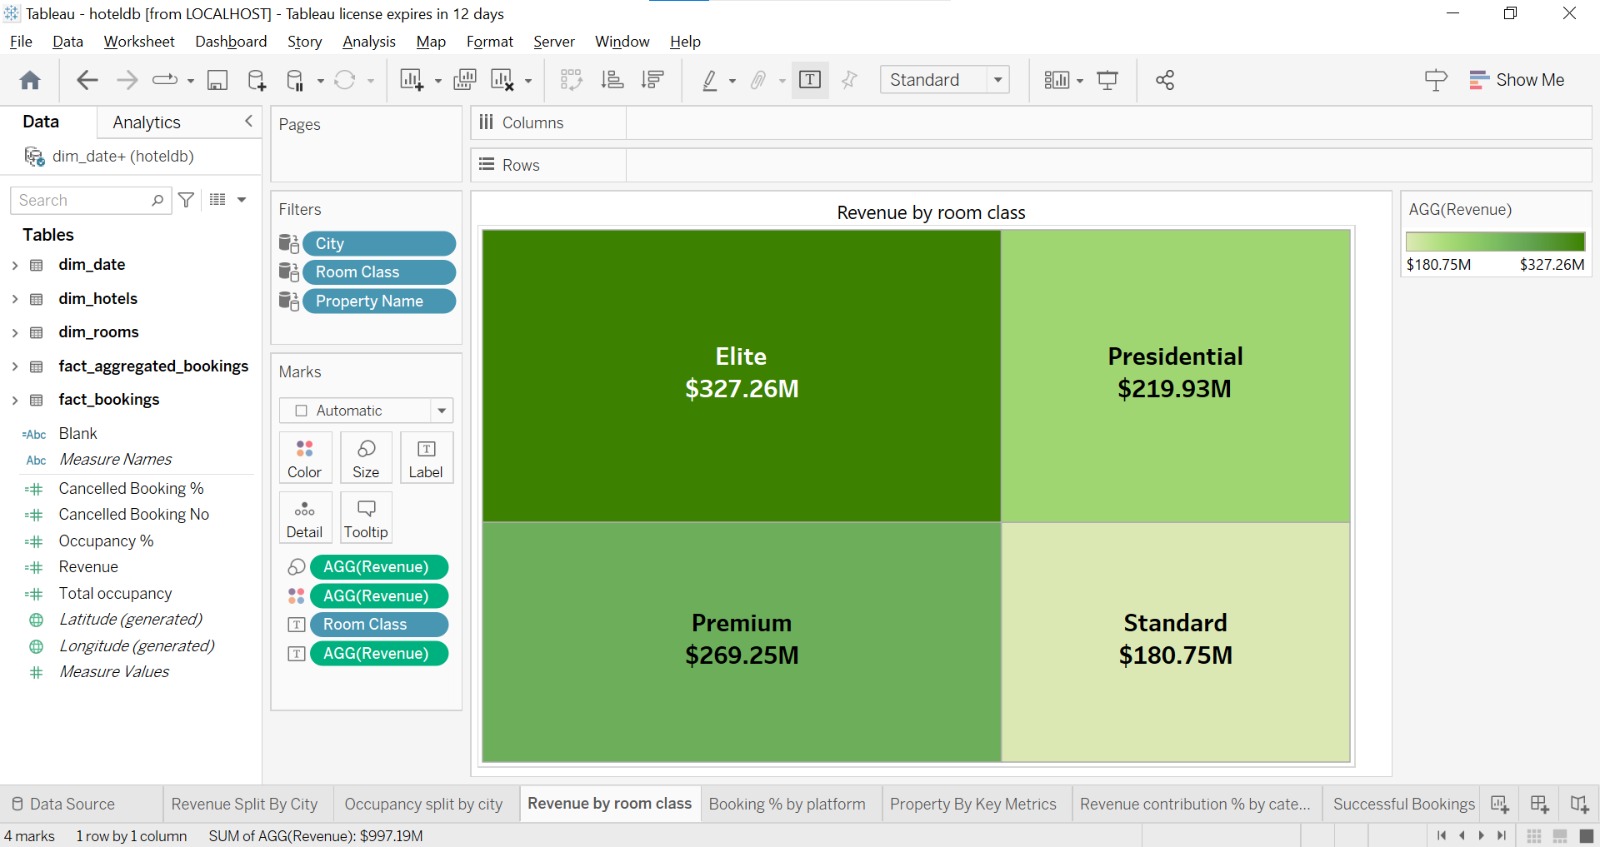 Tableau - hoteldb [from LOCALHOST] - Tableau license expires in 12 days
File Data Worksheet Dashboard Story Analysis Map Format Server Window Help
Standard
Show Me
Data
Analytics
dim_date+ (hoteldb)
Search
Tables
dim_date
dim_hotels
dim_rooms
fact_aggregated_bookings
fact_bookings
=Abc Blank
Abc Measure Names
=# Cancelled Booking %
=# Cancelled Booking No
=# Occupancy %
=# Revenue
=# Total occupancy
Latitude (generated)
Longitude (generated)
# Measure Values
Pages
Filters
City
Room Class
Property Name
Marks
Automatic
Color Size Label
Detail Tooltip
AGG(Revenue)
AGG(Revenue)
Room Class
AGG(Revenue)
Columns
Rows
Revenue by room class
Elite
$327.26M
Presidential
$219.93M
Premium
$269.25M
Standard
$180.75M
AGG(Revenue)
$180.75M $327.26M
Data Source
Revenue Split By City
Occupancy split by city
Revenue by room class
Booking % by platform
Property By Key Metrics
Revenue contribution % by cate...
Successful Bookings
4 marks 1 row by 1 column SUM of AGG(Revenue): $997.19M